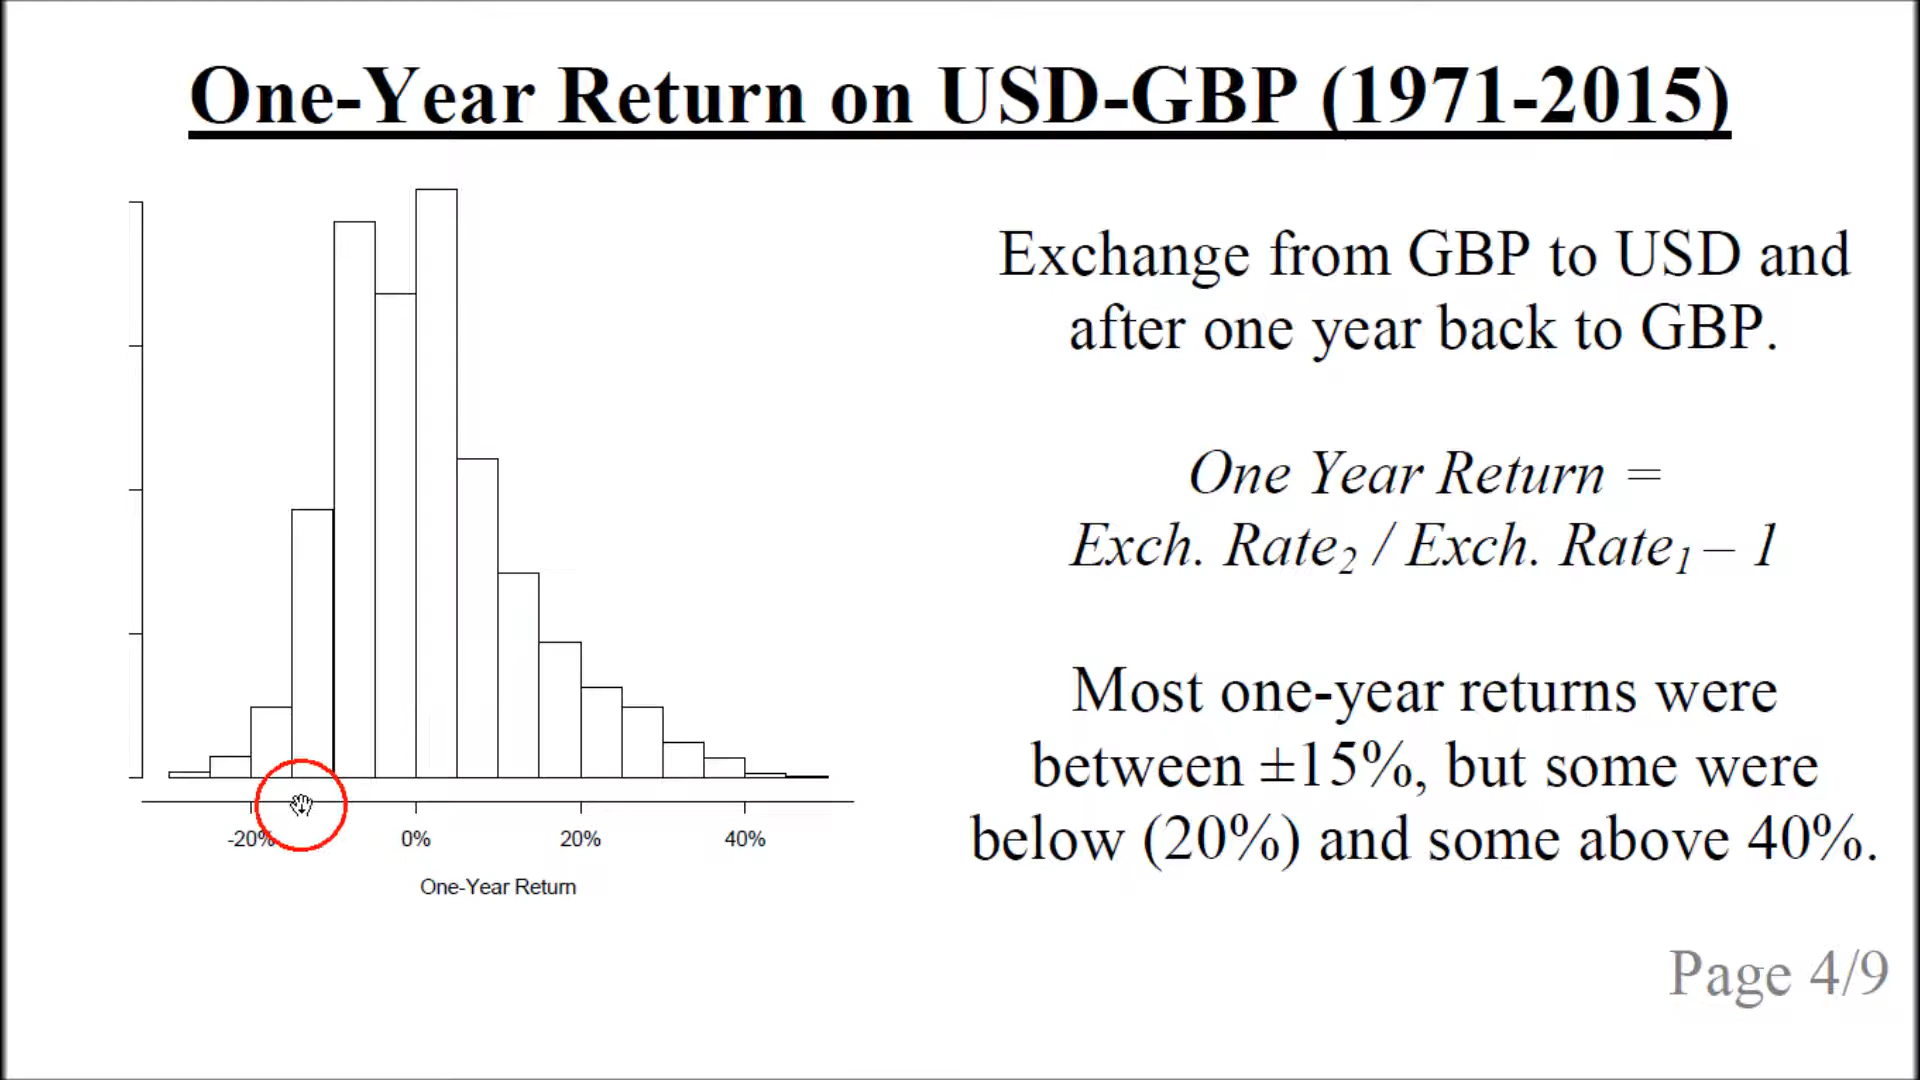 One-Year Return on USD-GBP (1971-2015)
-20%
0%
20%
40%
One-Year Return
Exchange from GBP to USD and
after one year back to GBP.
One Year Return =
Exch. Rate₂ / Exch. Rate₁ – 1
Most one-year returns were
between ±15%, but some were
below (20%) and some above 40%.
Page 4/9